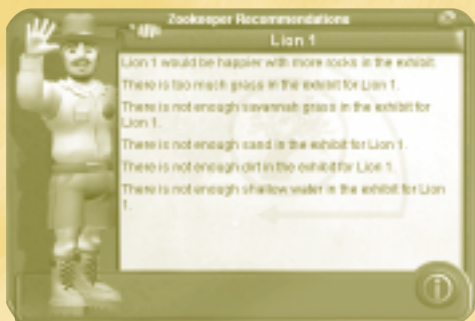 Zookeeper Recommendations
Lion 1
Lion 1 would be happier with more rocks in the exhibit.
There is too much grass in the exhibit for Lion 1.
There is not enough savannah grass in the exhibit for
Lion 1.
There is not enough sand in the exhibit for Lion 1.
There is not enough dirt in the exhibit for Lion 1.
There is not enough shallow water in the exhibit for Lion
1.